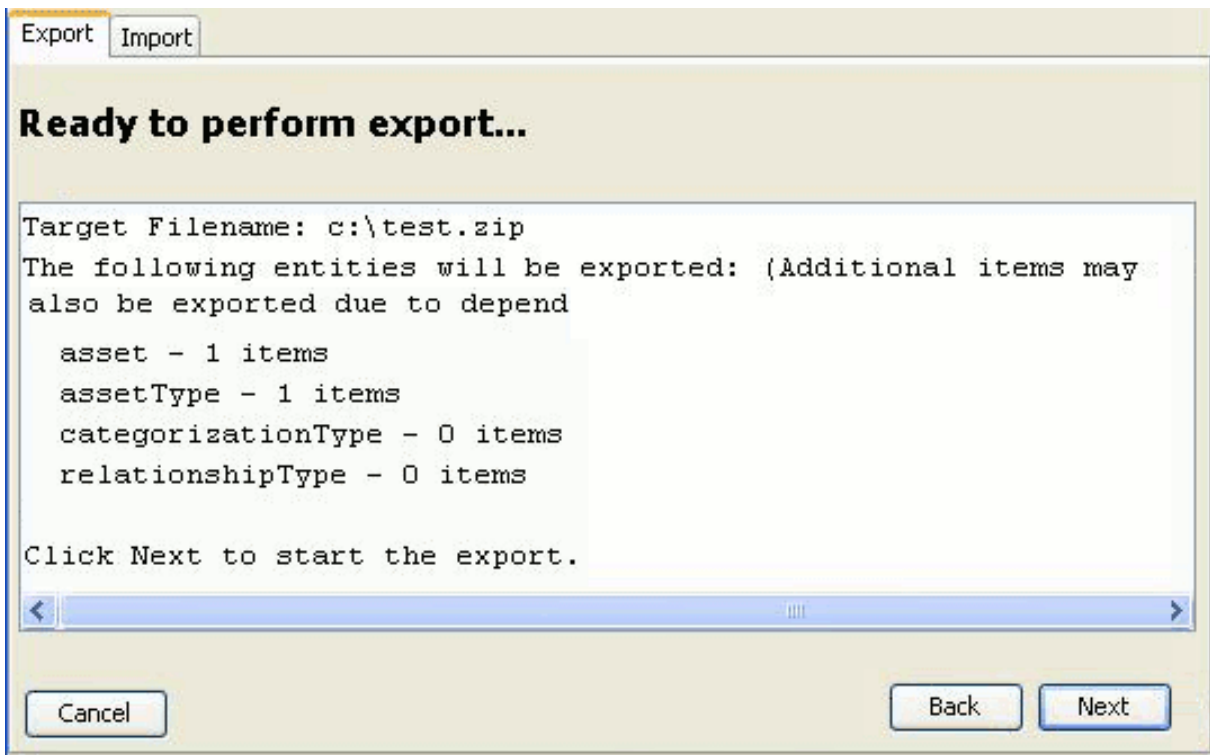 Export Import
Ready to perform export...
Target Filename: c:\test.zip
The following entities will be exported: (Additional items may
also be exported due to depend
asset - 1 items
assetType - 1 items
categorizationType - 0 items
relationshipType - 0 items
Click Next to start the export.
Cancel Back Next